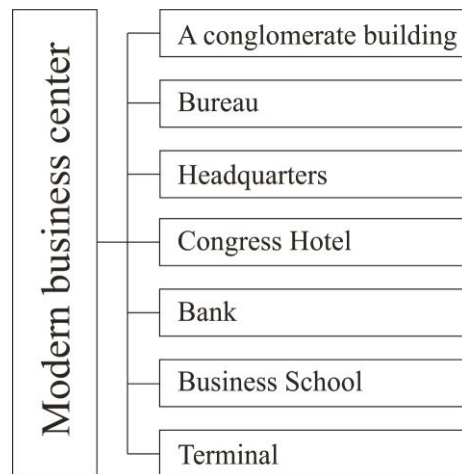 Modern business center
A conglomerate building
Bureau
Headquarters
Congress Hotel
Bank
Business School
Terminal